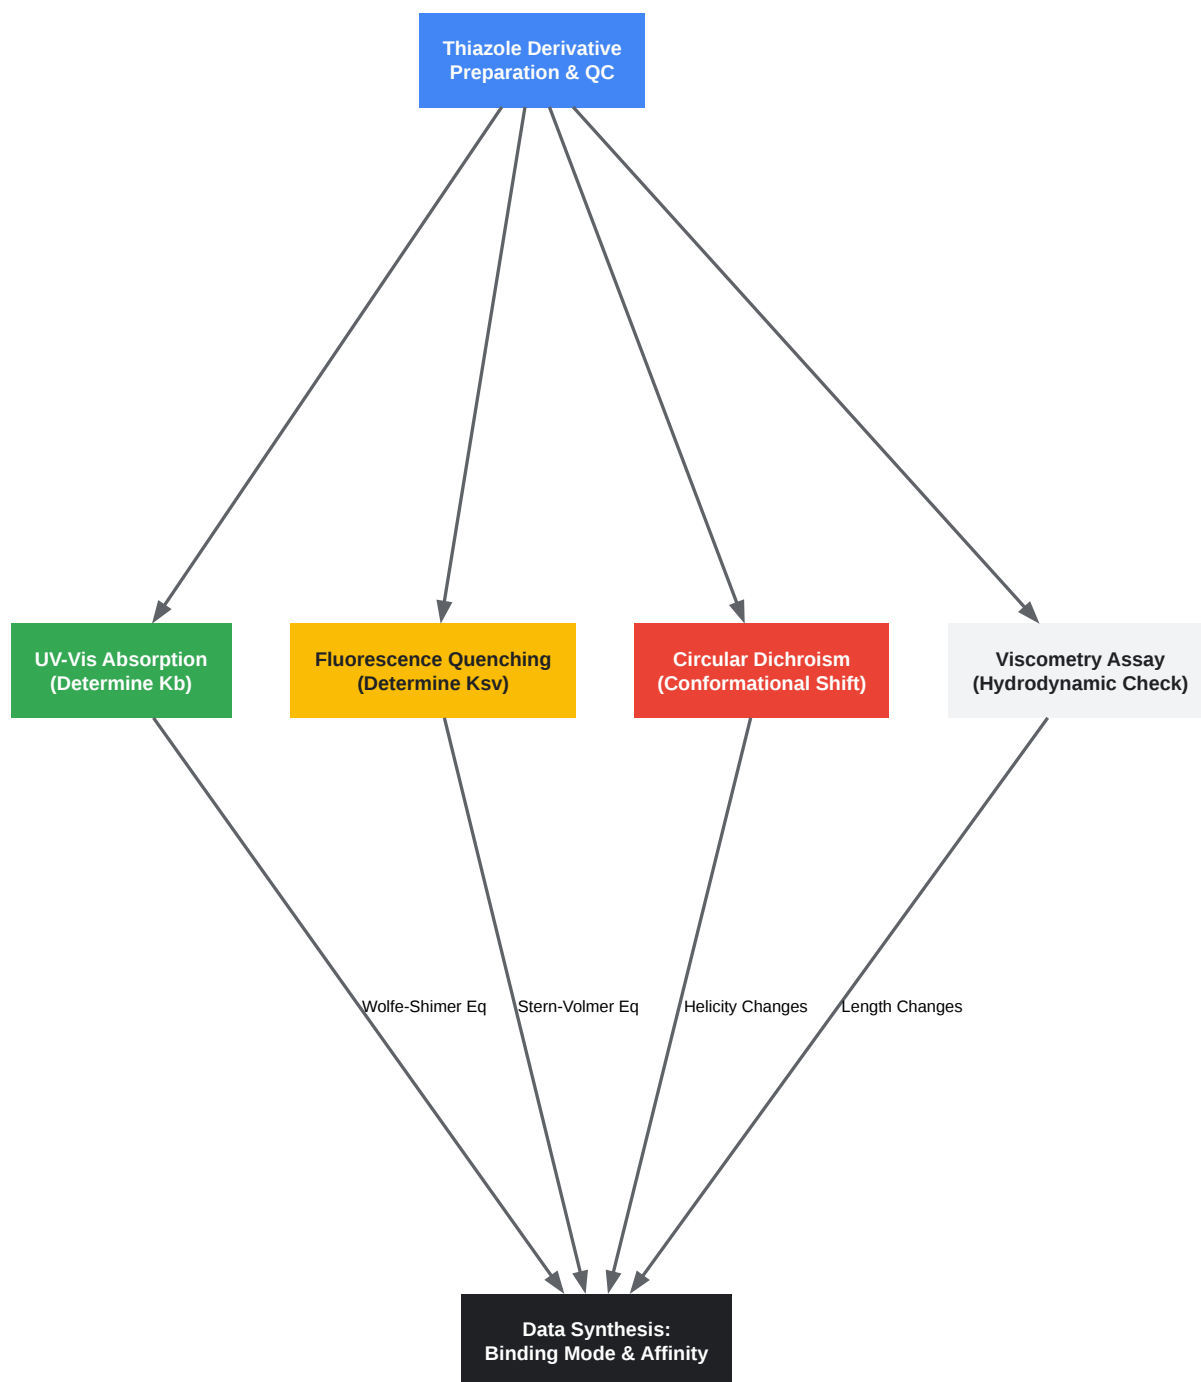 Thiazole Derivative
Preparation & QC
UV-Vis Absorption
(Determine Kb)
Fluorescence Quenching
(Determine Ksv)
Circular Dichroism
(Conformational Shift)
Viscometry Assay
(Hydrodynamic Check)
Wolfe-Shimer Eq
Stern-Volmer Eq
Helicity Changes
Length Changes
Data Synthesis:
Binding Mode & Affinity